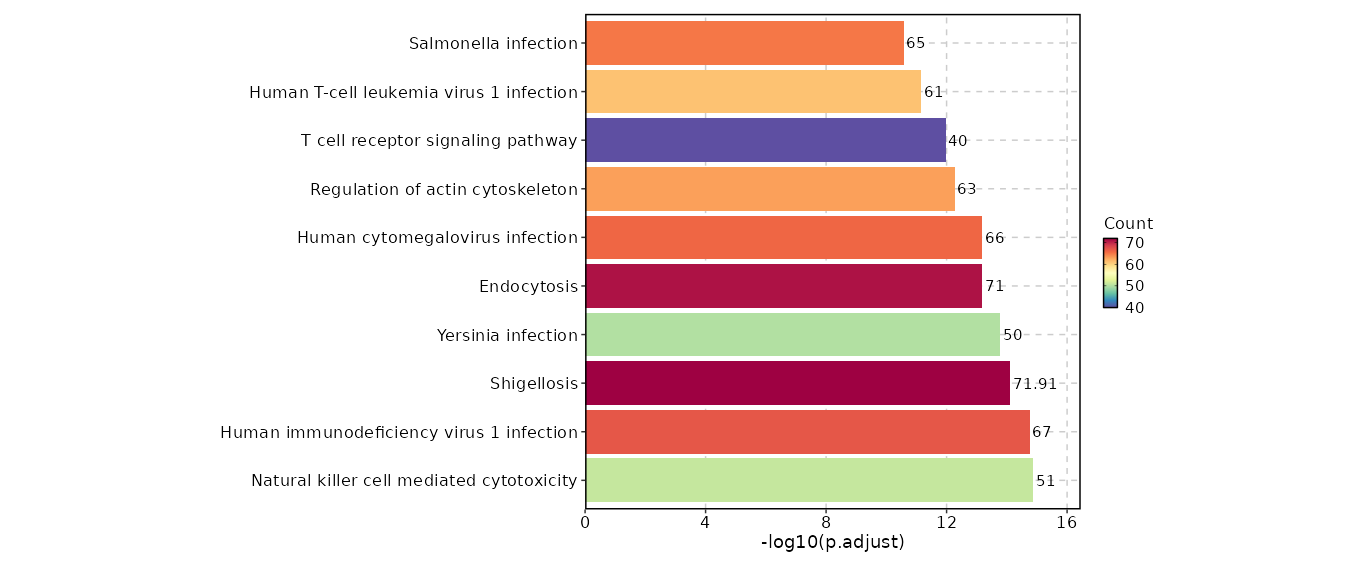 Salmonella infection 65
Human T-cell leukemia virus 1 infection 61
T cell receptor signaling pathway 40
Regulation of actin cytoskeleton 63
Human cytomegalovirus infection 66
Endocytosis 71
Yersinia infection 50
Shigellosis 71.91
Human immunodeficiency virus 1 infection 67
Natural killer cell mediated cytotoxicity 51
0 4 8 12 16
-log10(p.adjust)
Count
70
60
50
40